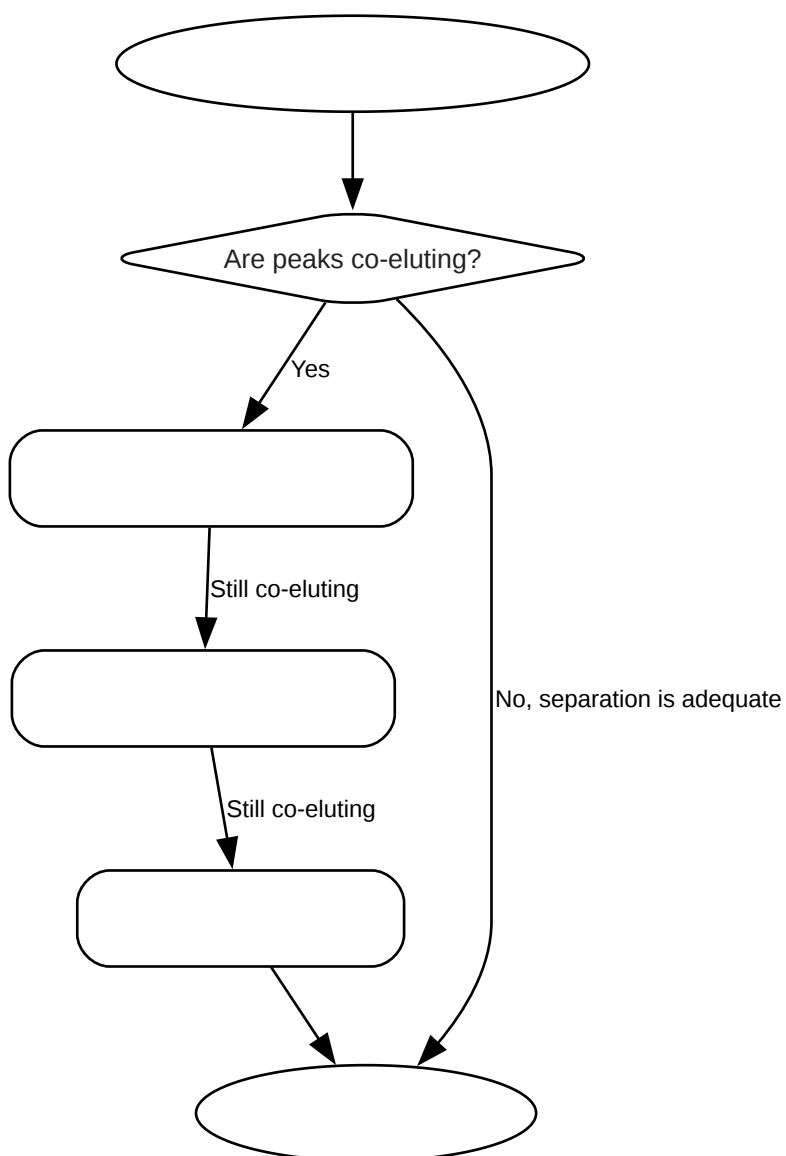 Are peaks co-eluting?
Yes
Still co-eluting
No, separation is adequate
Still co-eluting